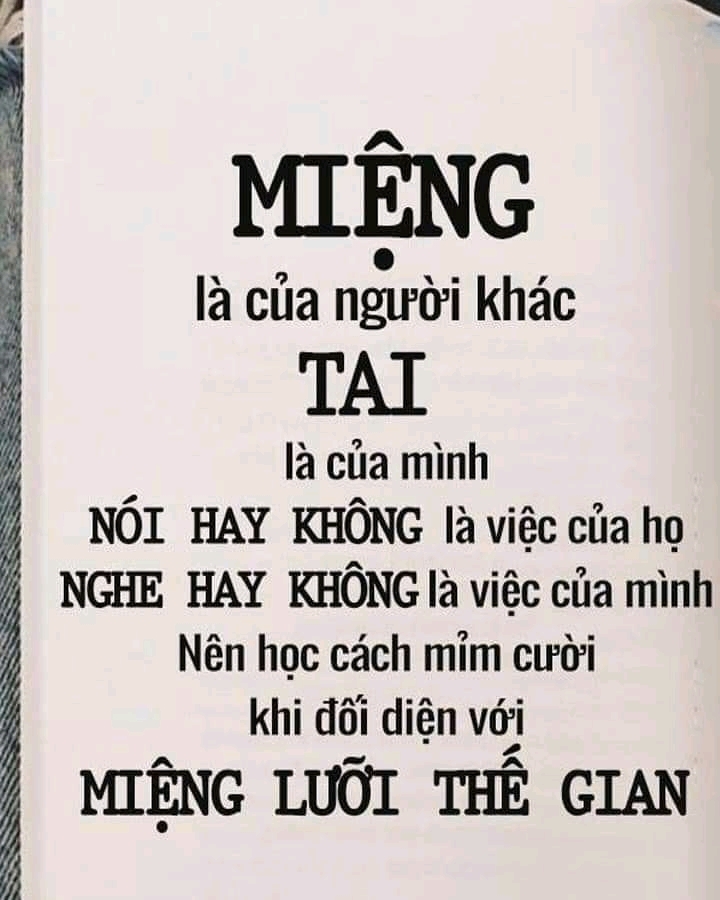 MIỆNG
là của người khác
TAI
là của mình
NÓI HAY KHÔNG là việc của họ
NGHE HAY KHÔNG là việc của mình
Nên học cách mỉm cười
khi đối diện với
MIỆNG LƯỠI THẾ GIAN